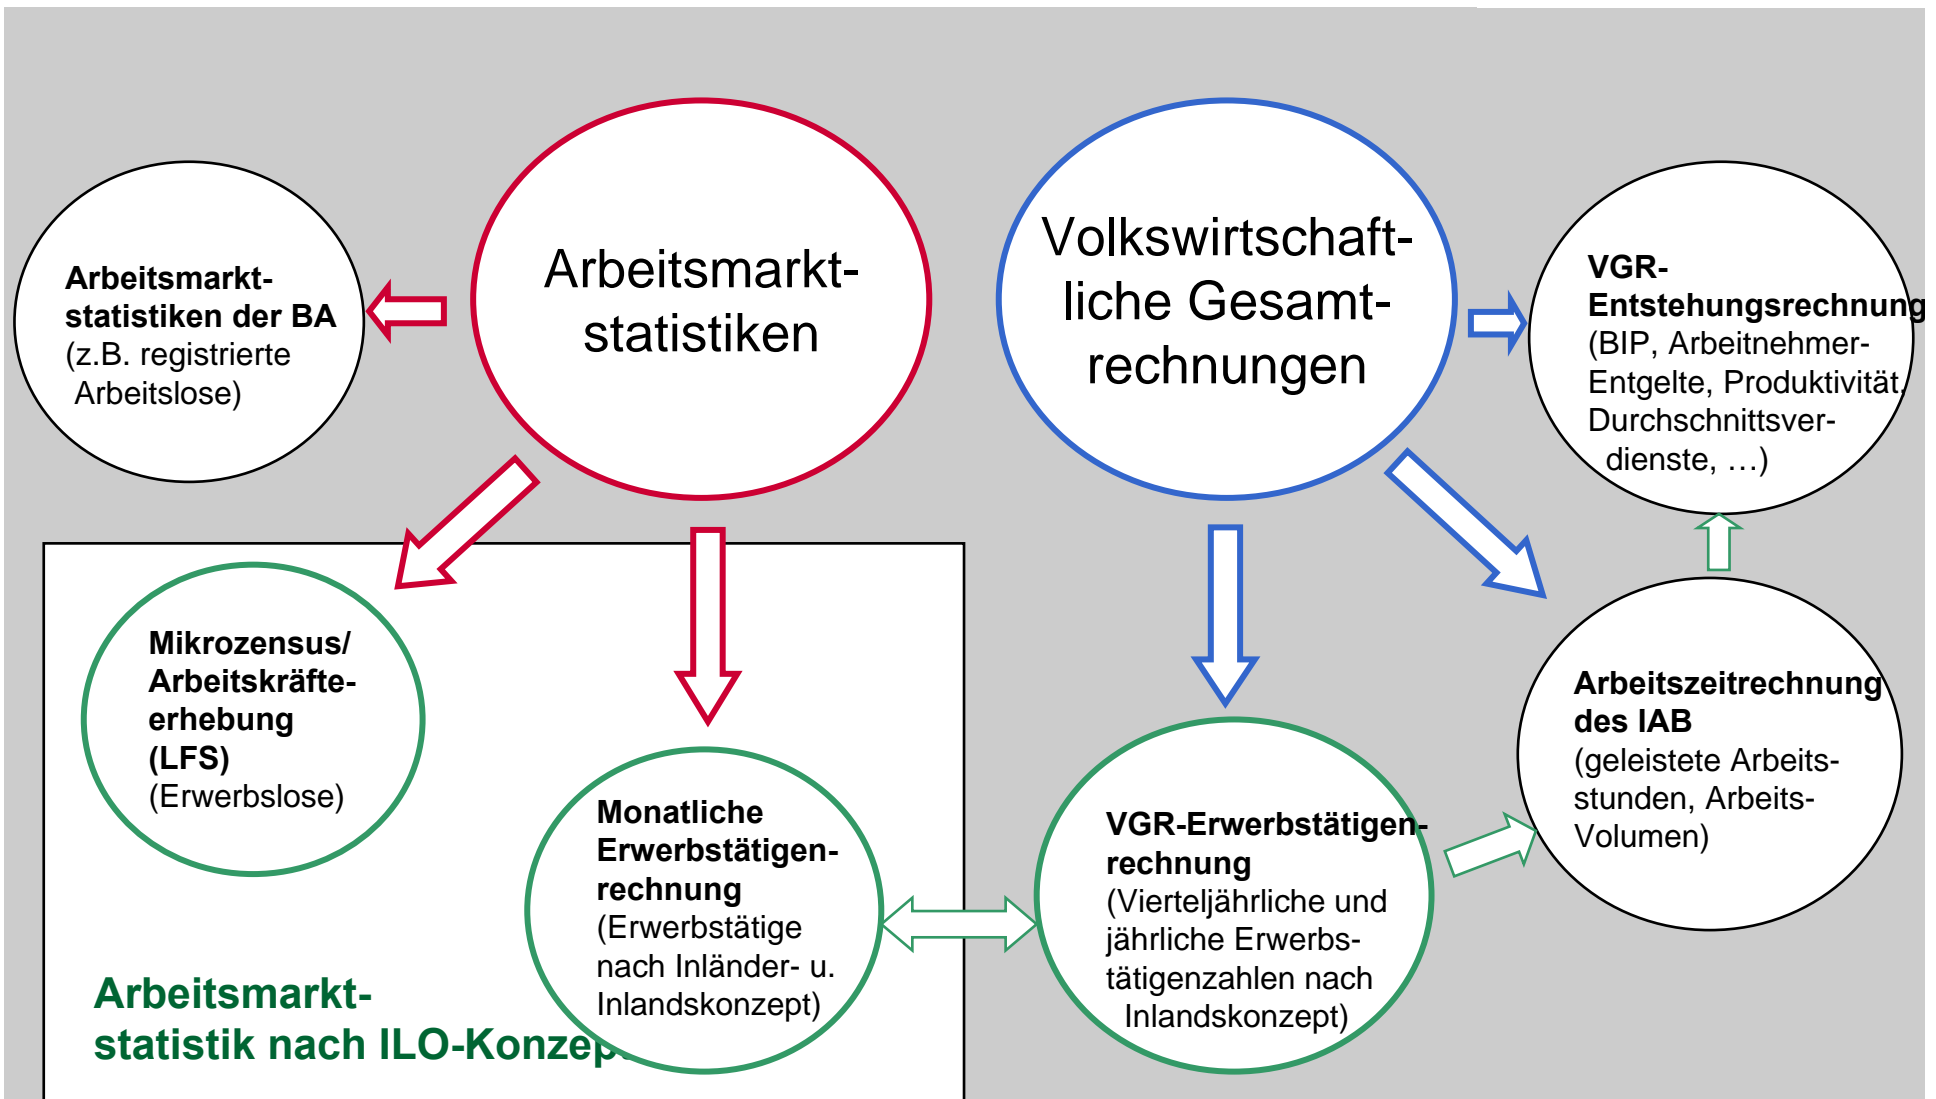 Arbeitsmarkt-
statistiken
Volkswirtschaft-
liche Gesamt-
rechnungen
Arbeitsmarkt-
statistiken der BA
(z.B. registrierte
Arbeitslose)
VGR-
Entstehungsrechnung
(BIP, Arbeitnehmer-
Entgelte, Produktivität,
Durchschnittsver-
dienste, …)
Mikrozensus/
Arbeitskräfte-
erhebung
(LFS)
(Erwerbslose)
Monatliche
Erwerbstätigen-
rechnung
(Erwerbstätige
nach Inländer- u.
Inlandskonzept)
VGR-Erwerbstätigen-
rechnung
(Vierteljährliche und
jährliche Erwerbs-
tätigenzahlen nach
Inlandskonzept)
Arbeitszeitrechnung
des IAB
(geleistete Arbeits-
stunden, Arbeits-
Volumen)
Arbeitsmarkt-
statistik nach ILO-Konzep